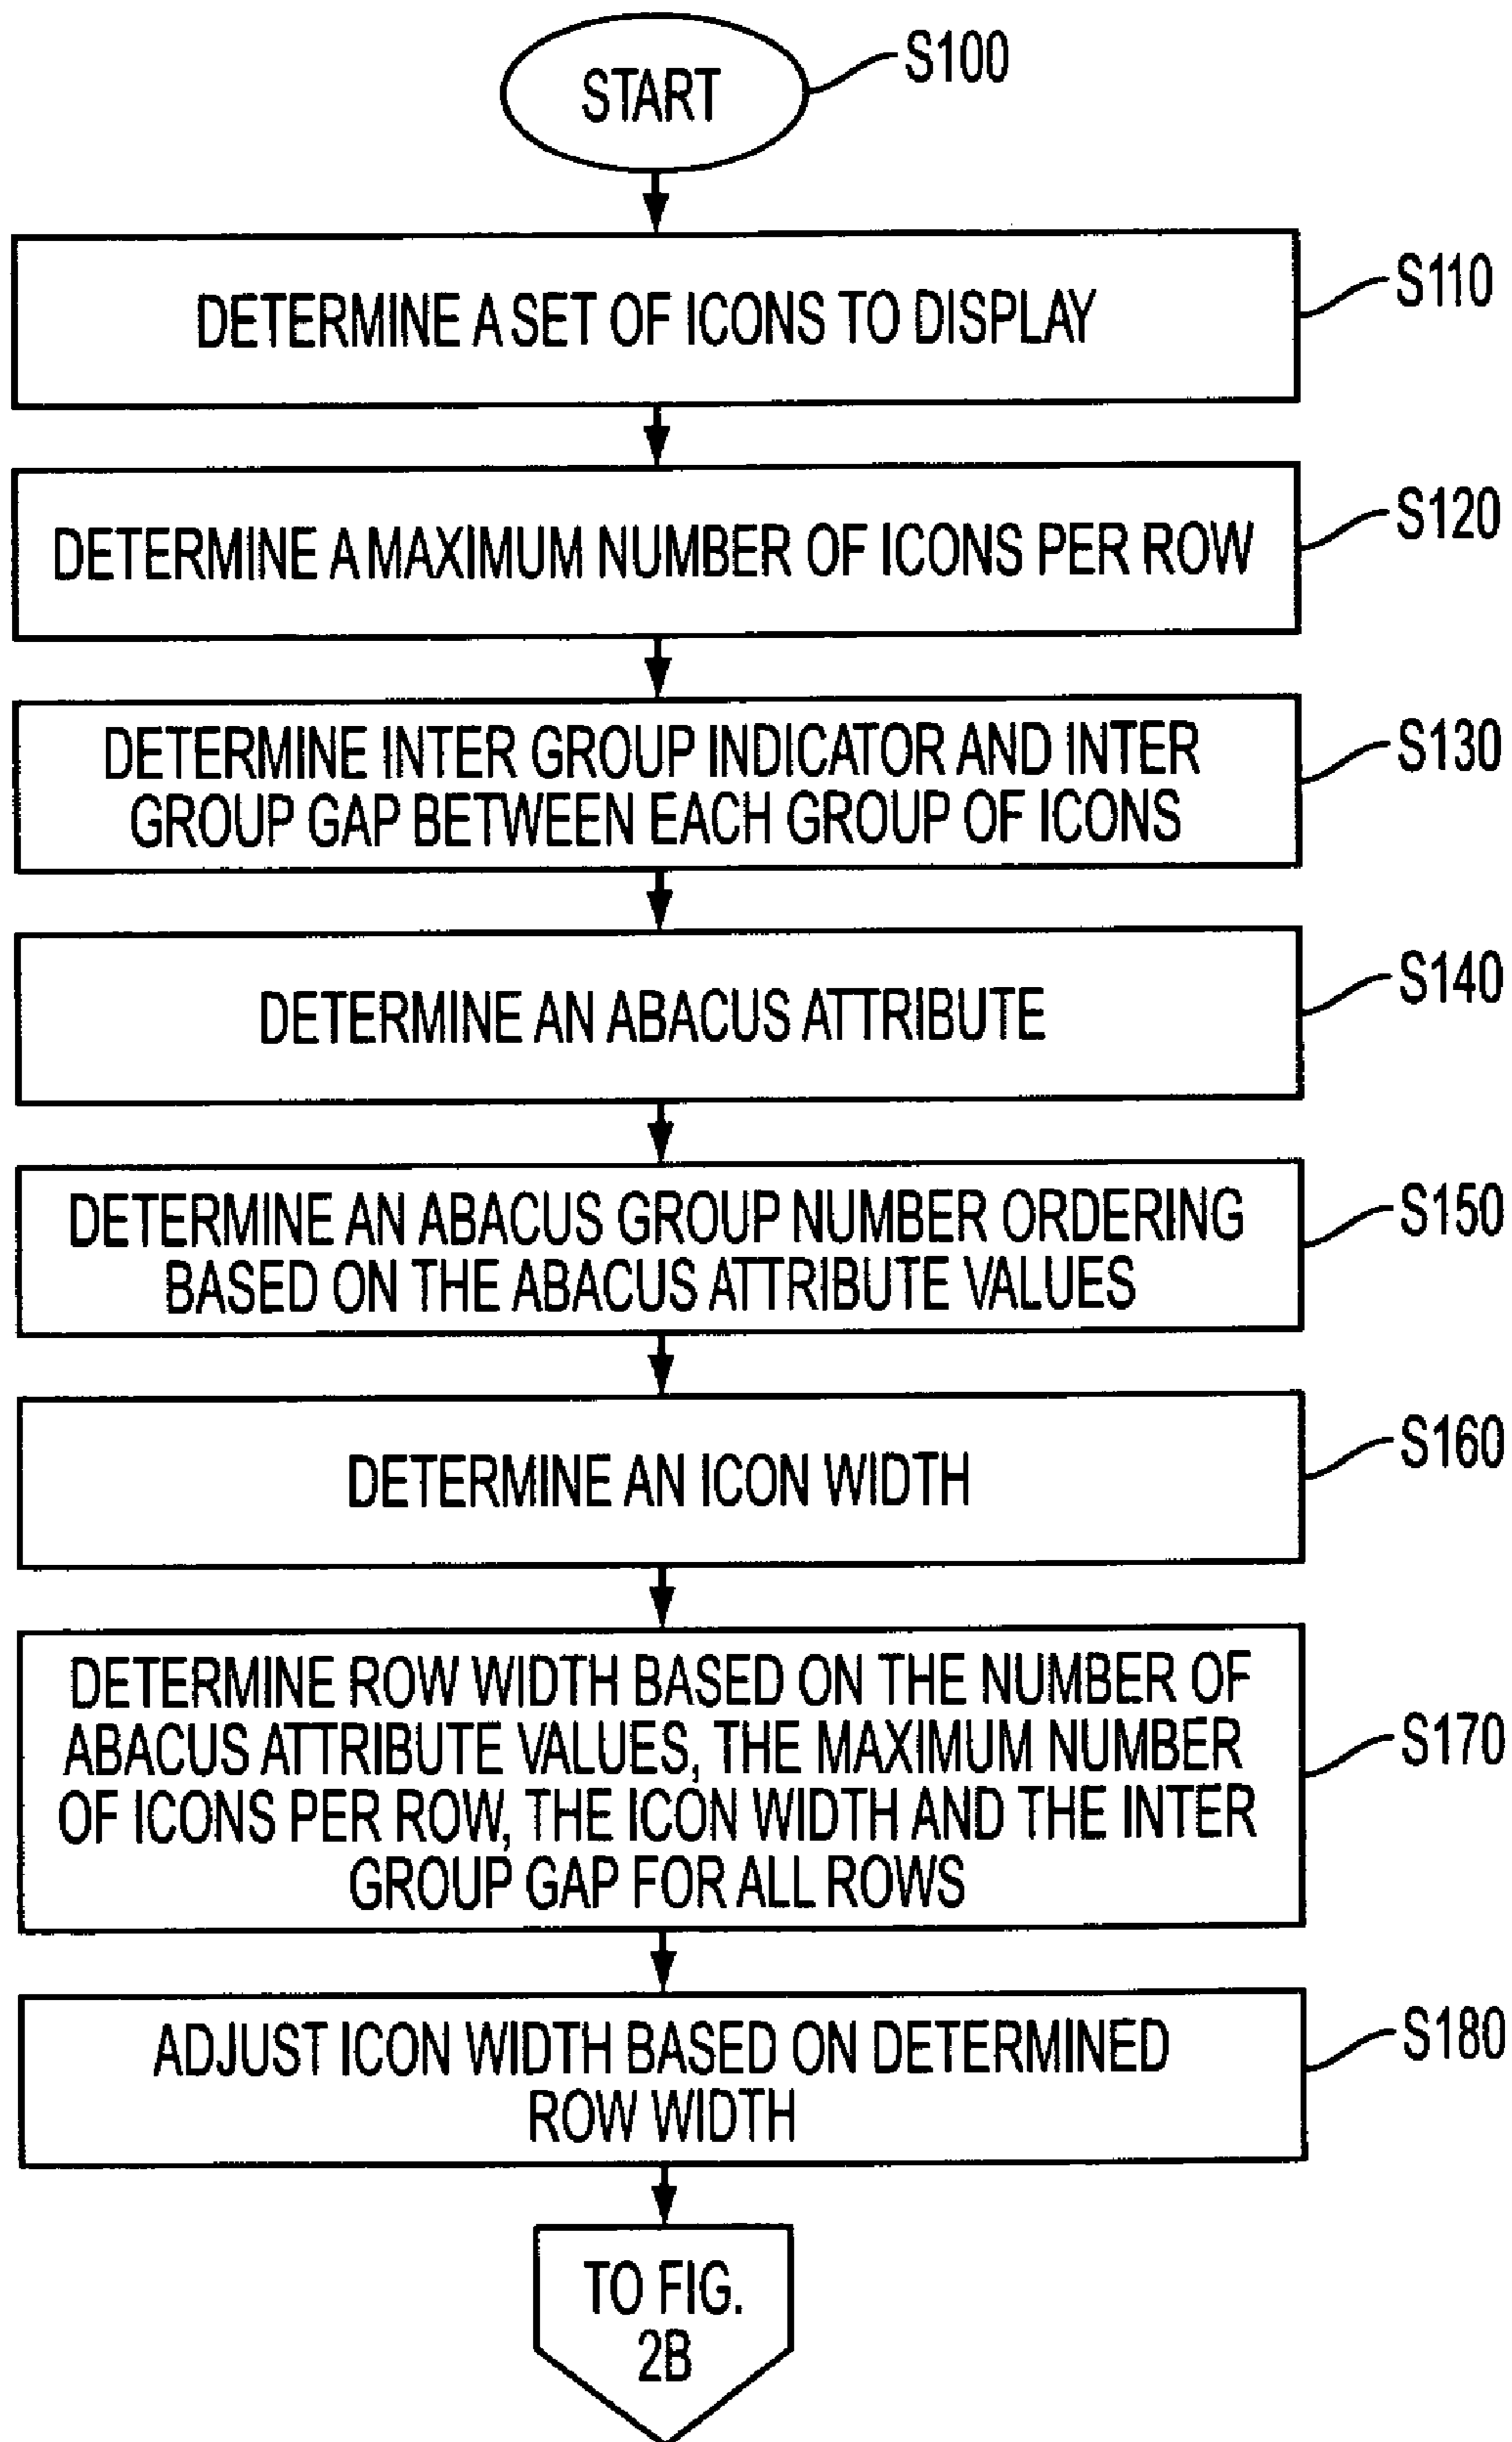 START
S100
DETERMINE A SET OF ICONS TO DISPLAY
S110
DETERMINE A MAXIMUM NUMBER OF ICONS PER ROW
S120
DETERMINE INTER GROUP INDICATOR AND INTER
GROUP GAP BETWEEN EACH GROUP OF ICONS
S130
DETERMINE AN ABACUS ATTRIBUTE
S140
DETERMINE AN ABACUS GROUP NUMBER ORDERING
BASED ON THE ABACUS ATTRIBUTE VALUES
S150
DETERMINE AN ICON WIDTH
S160
DETERMINE ROW WIDTH BASED ON THE NUMBER OF
ABACUS ATTRIBUTE VALUES, THE MAXIMUM NUMBER
OF ICONS PER ROW, THE ICON WIDTH AND THE INTER
GROUP GAP FOR ALL ROWS
S170
ADJUST ICON WIDTH BASED ON DETERMINED
ROW WIDTH
S180
TO FIG.
2B